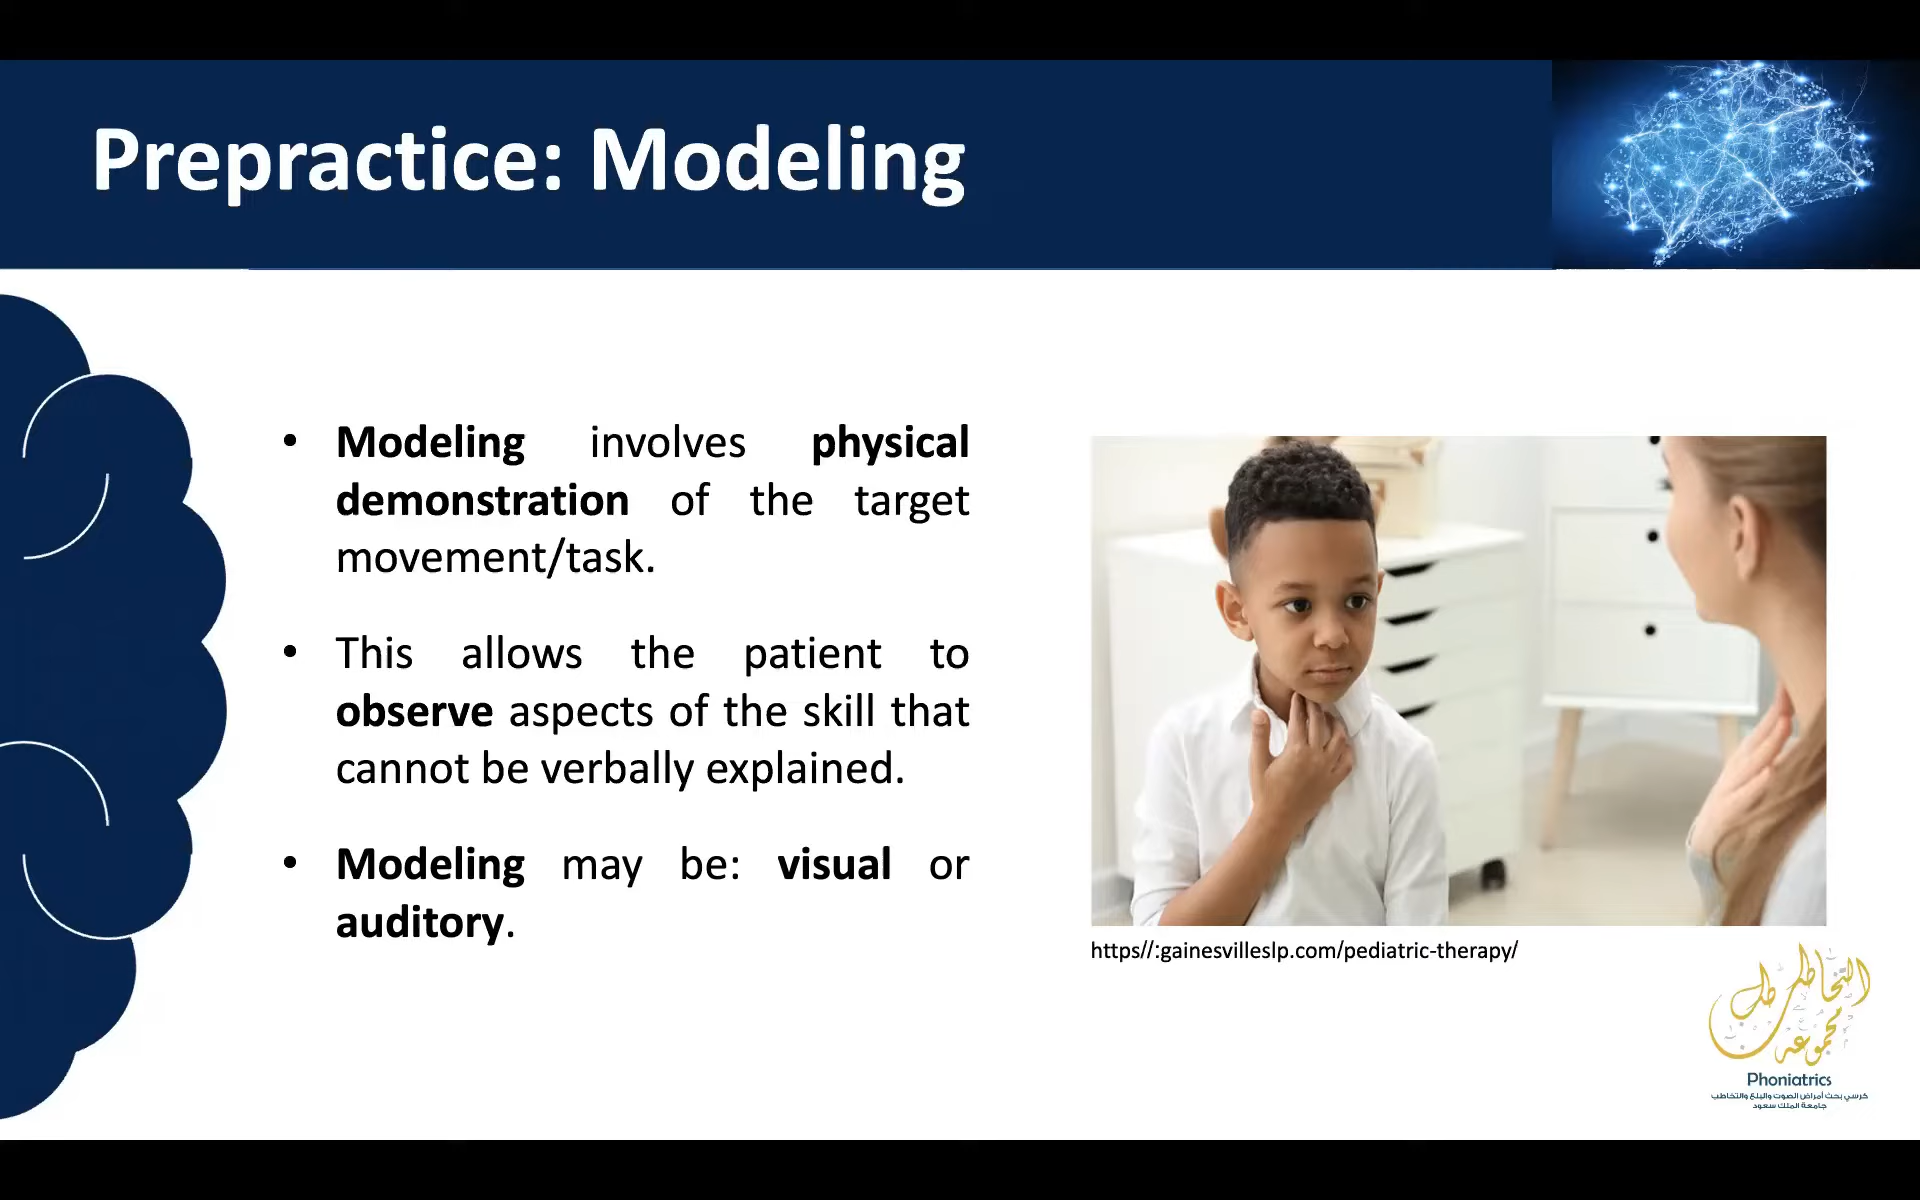 Prepractice: Modeling
• Modeling involves physical
demonstration of the target
movement/task.
• This allows the patient to
observe aspects of the skill that
cannot be verbally explained.
• Modeling may be: visual or
auditory.
https//:gainesvilleslp.com/pediatric-therapy/
مجموعة
التخاطب
Phoniatrics
كرسي بحث أمراض الصوت والبلع والتخاطب
جامعة الملك سعود